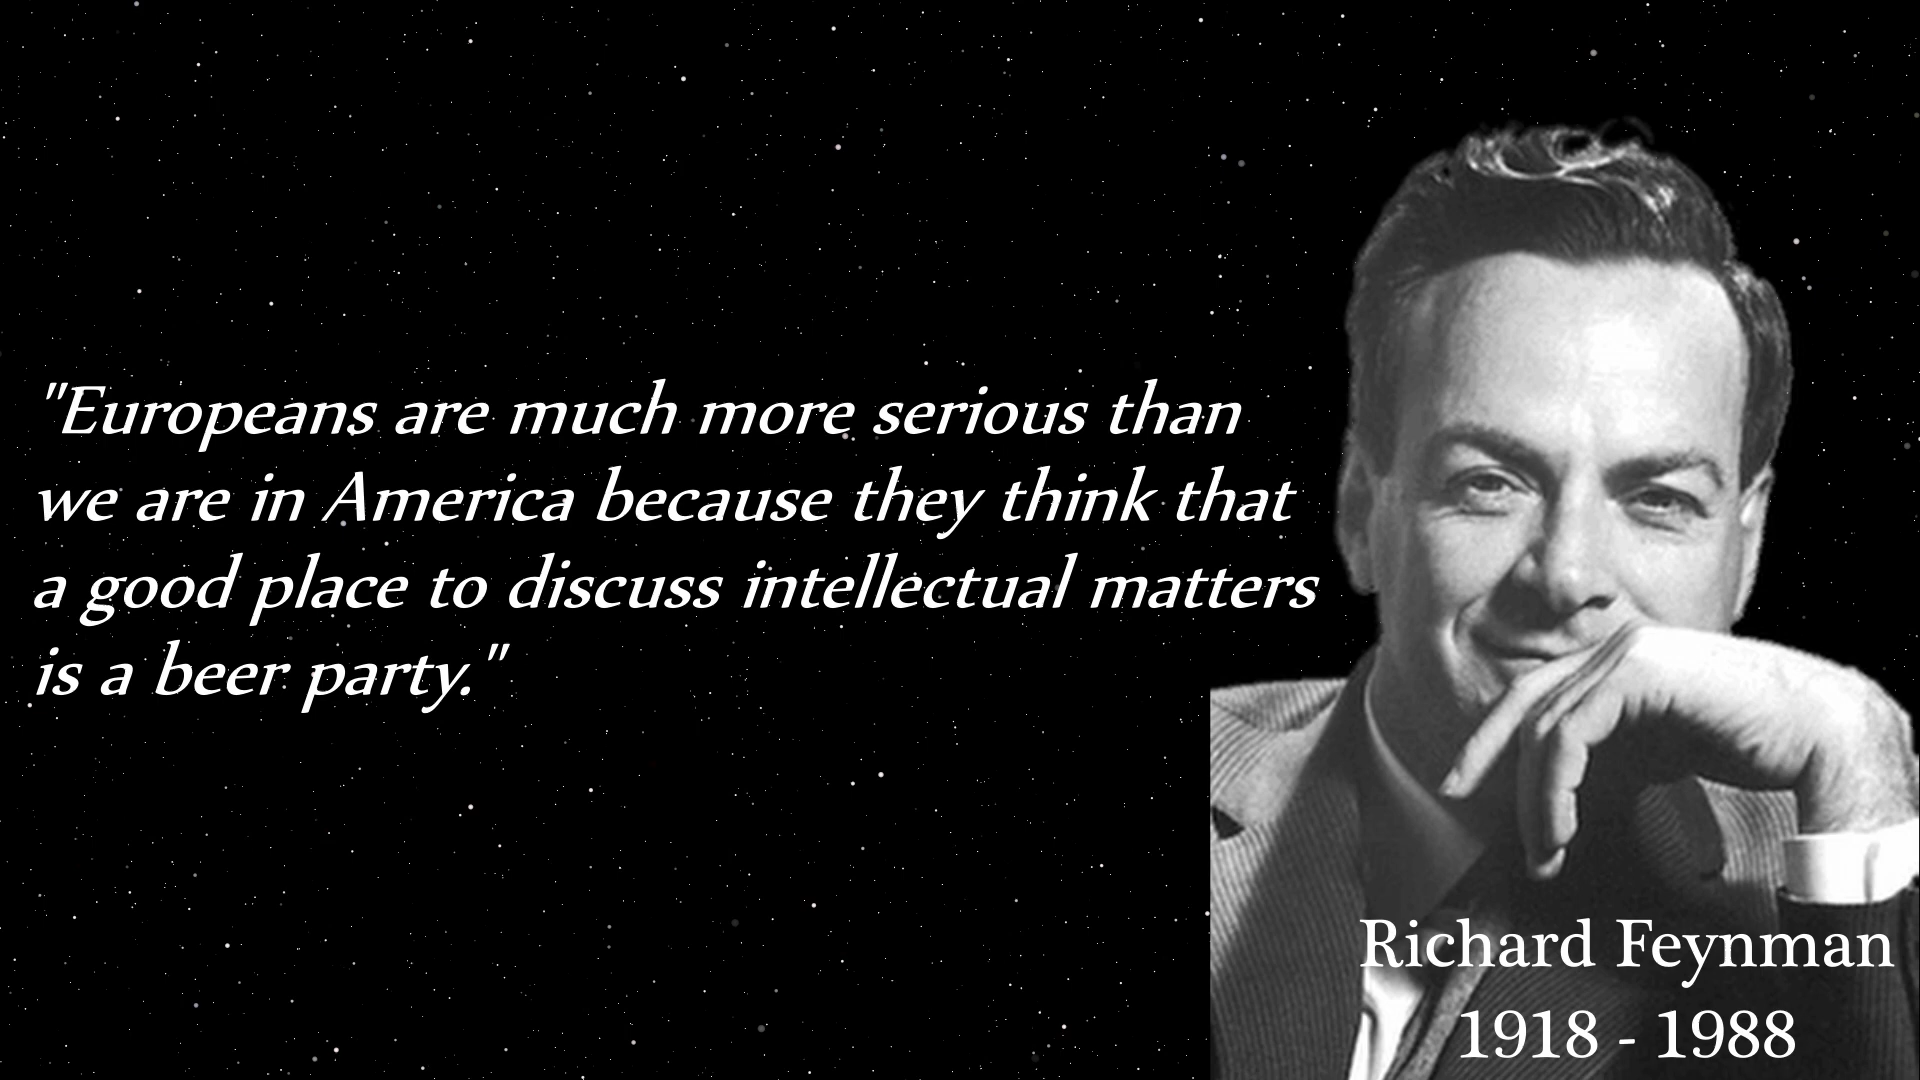 "Europeans are much more serious than
we are in America because they think that
a good place to discuss intellectual matters
is a beer party."
Richard Feynman
1918 - 1988